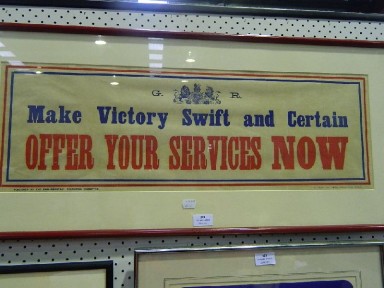 G. R.
Make Victory Swift and Certain
OFFER YOUR SERVICES NOW